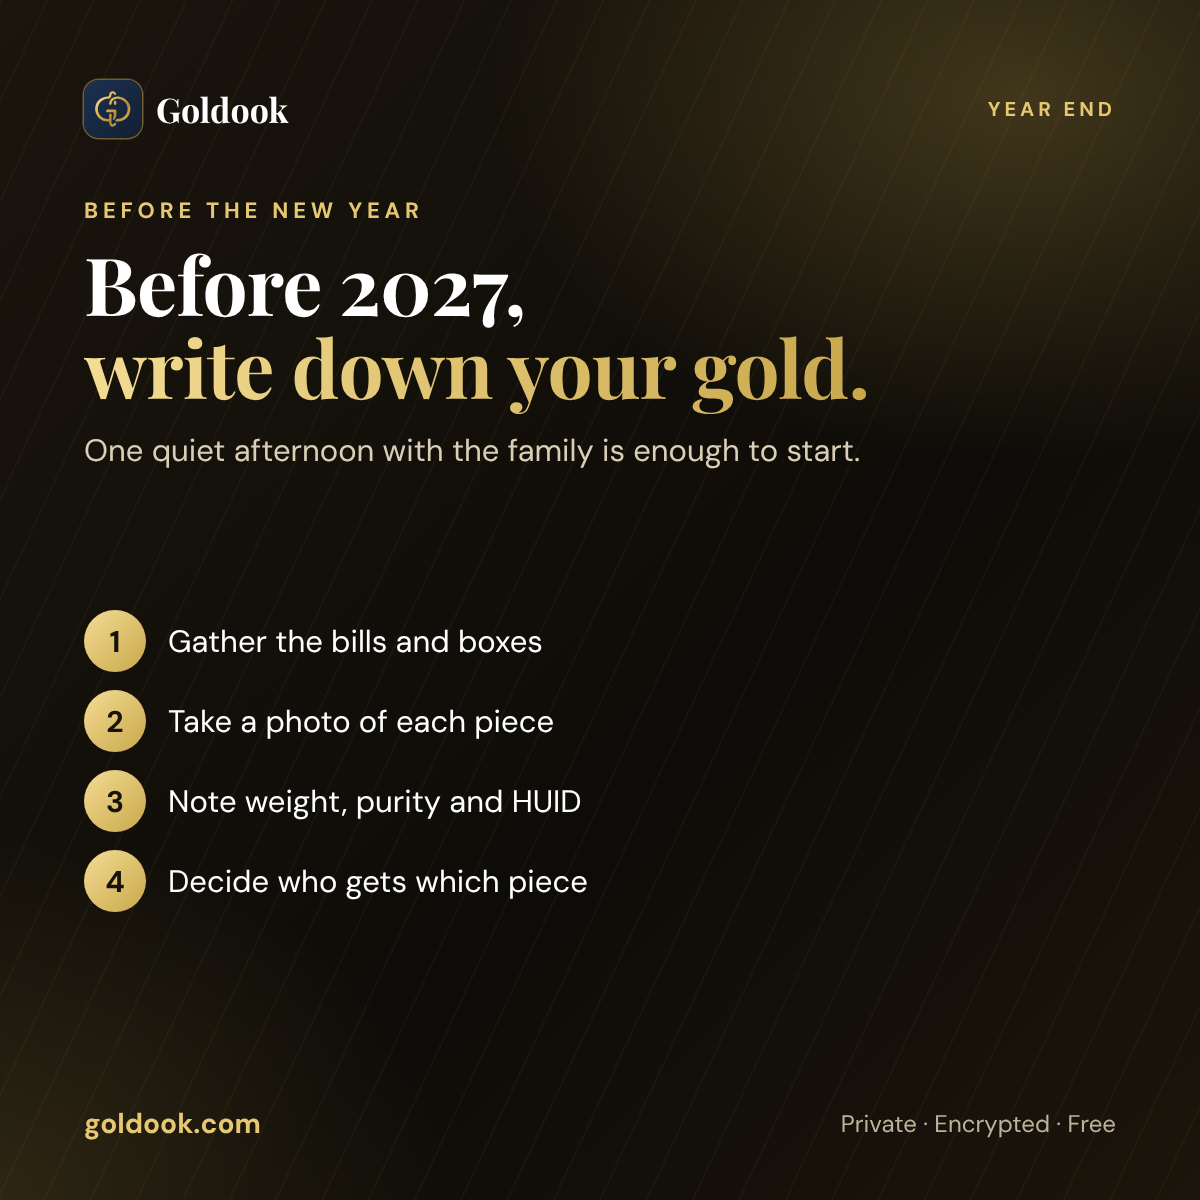 Goldook
YEAR END
BEFORE THE NEW YEAR
Before 2027,
write down your gold.
One quiet afternoon with the family is enough to start.
1 Gather the bills and boxes
2 Take a photo of each piece
3 Note weight, purity and HUID
4 Decide who gets which piece
goldook.com
Private · Encrypted · Free